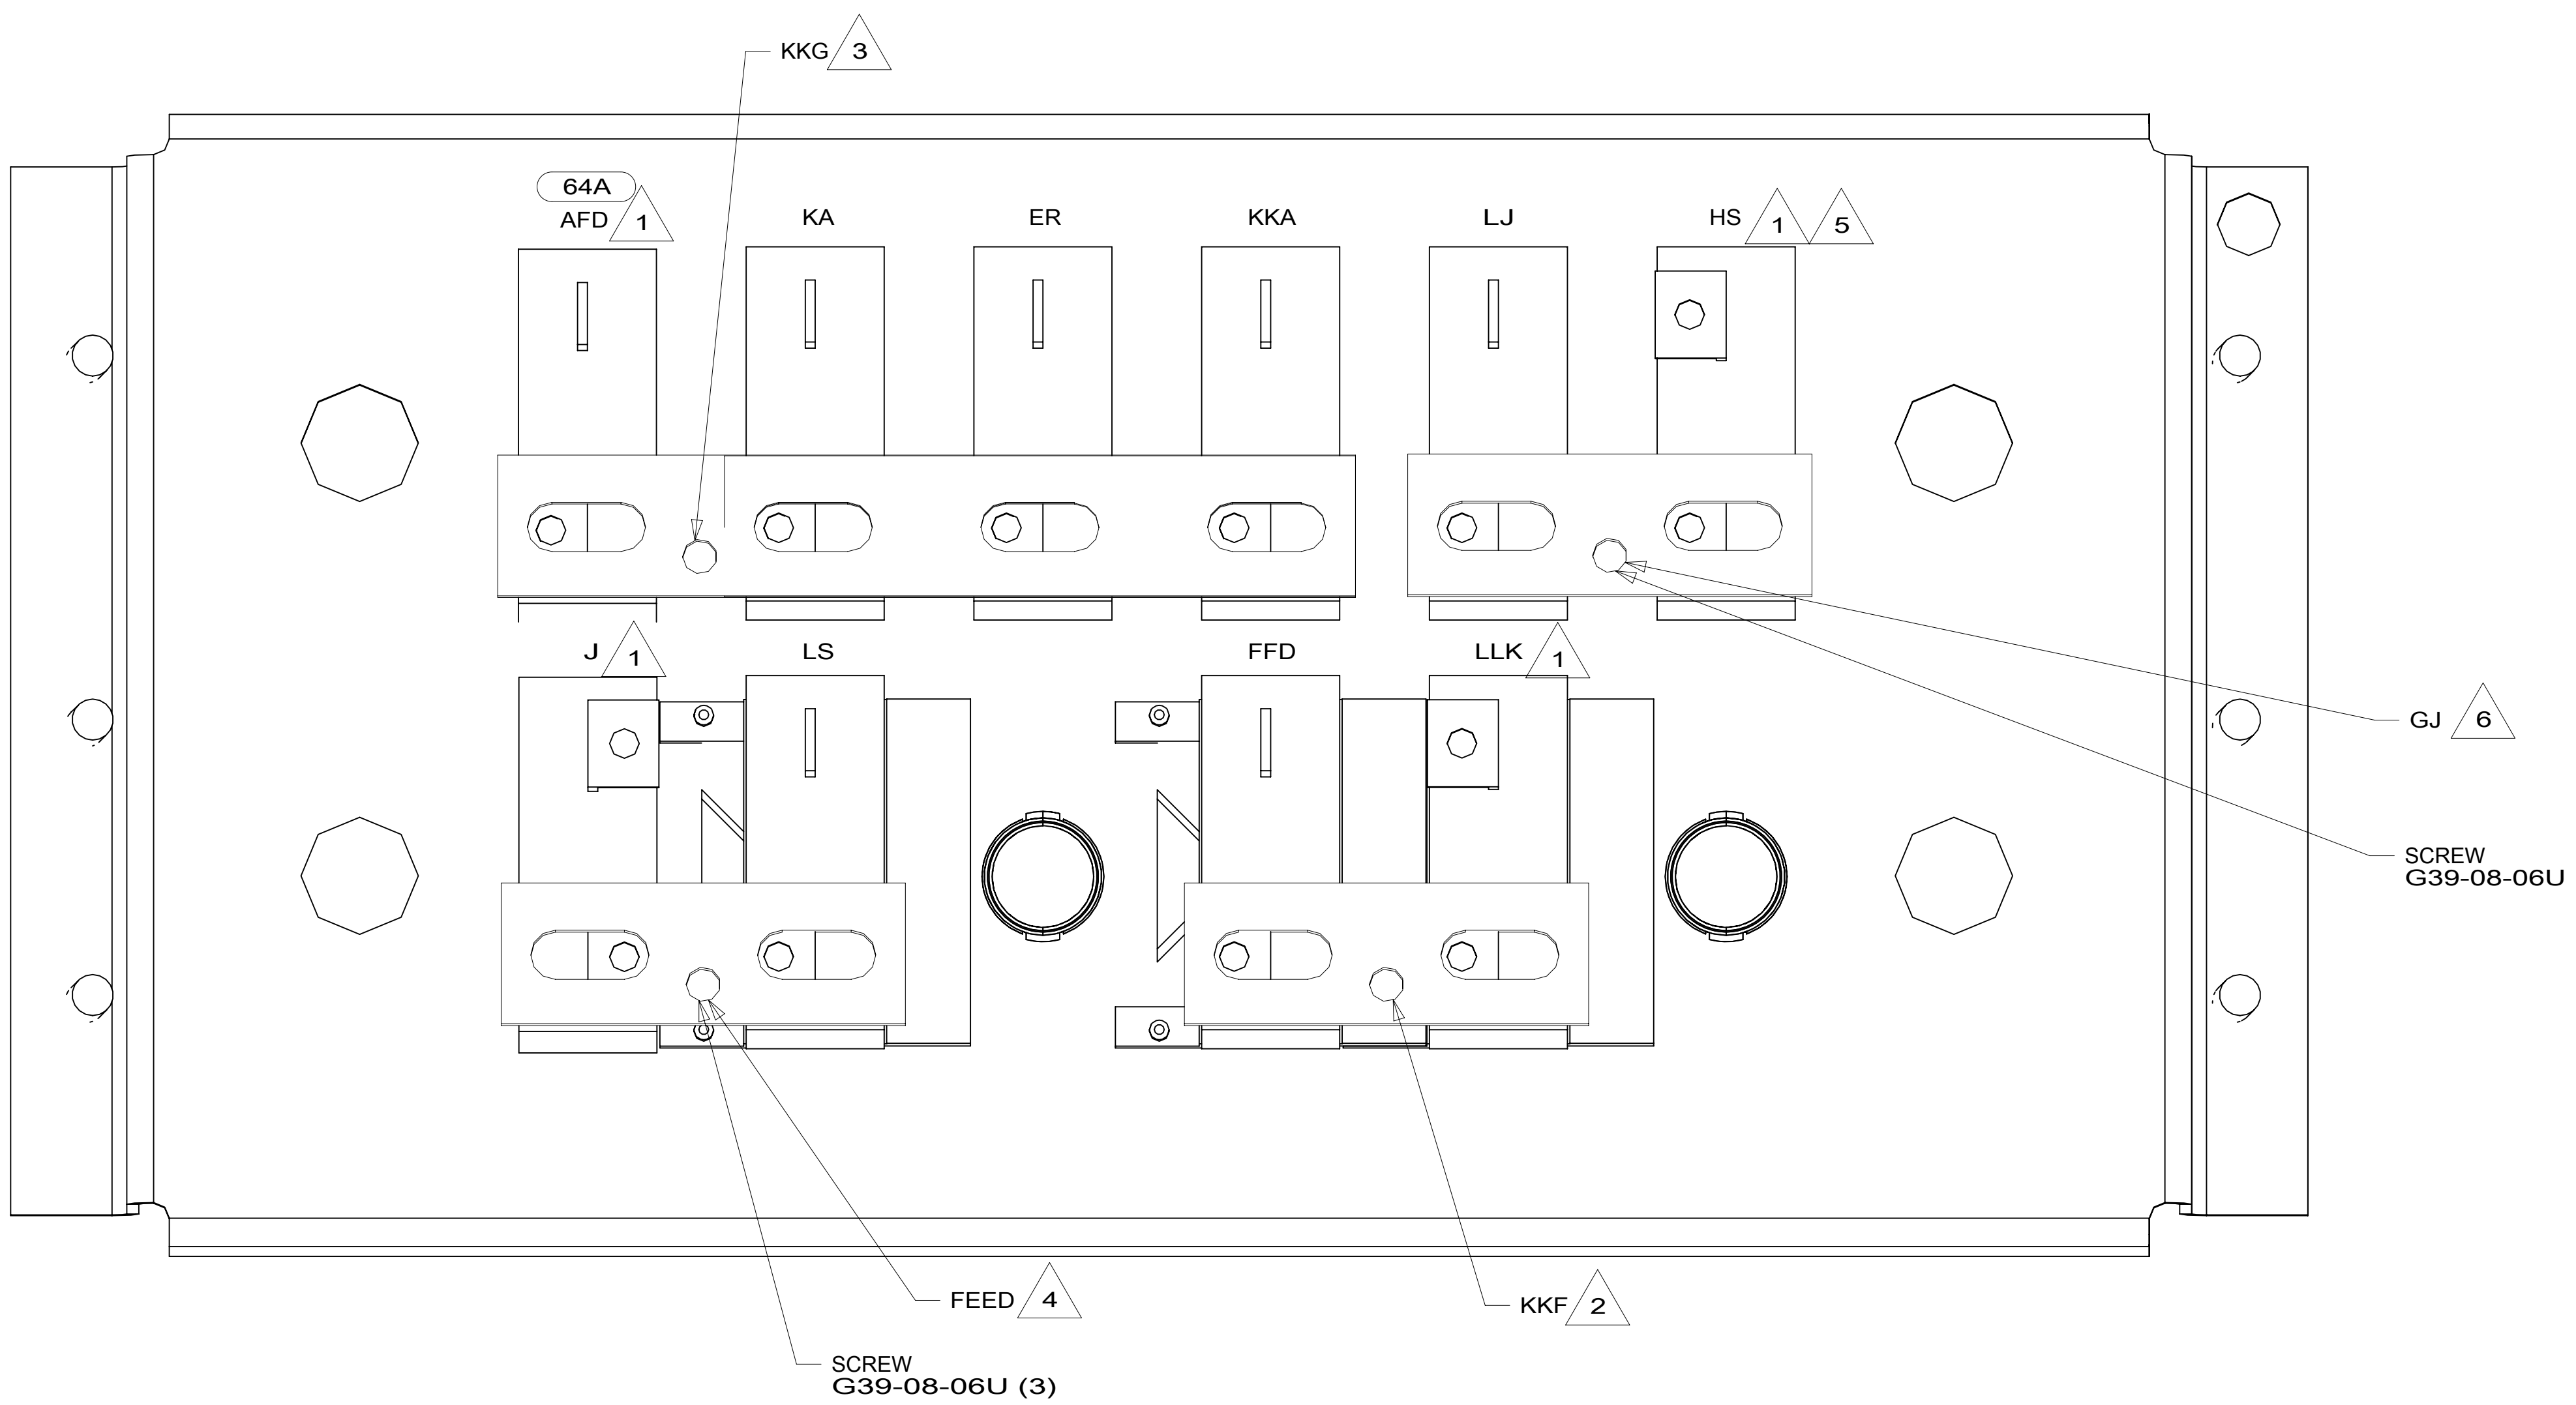 KKG 3
64A
AFD 1
KA
ER
KKA
LJ
HS 1 5
J 1
LS
FFD
LLK 1
GJ 6
SCREW
G39-08-06U
FEED 4
KKF 2
SCREW
G39-08-06U (3)